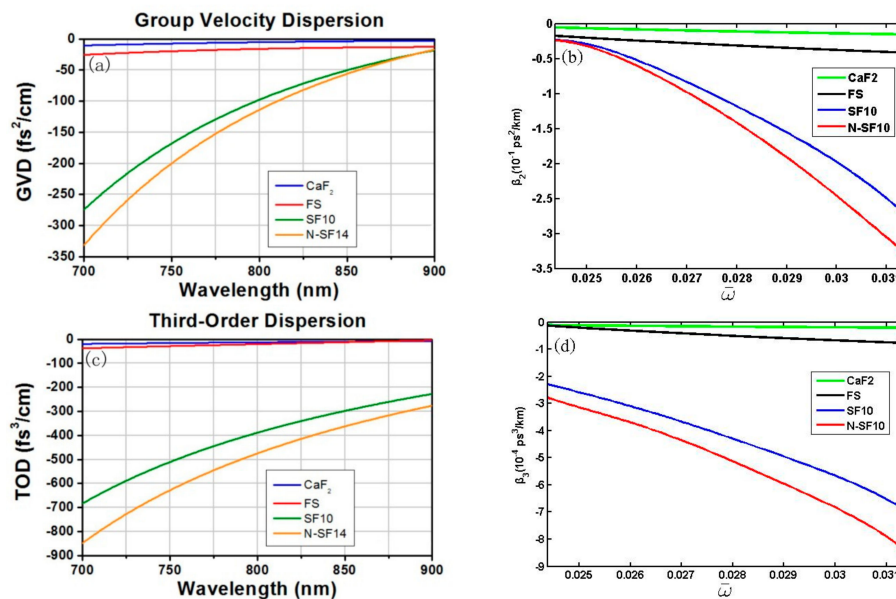 Group Velocity Dispersion
(a)
GVD (fs²/cm)
0
-50
-100
-150
-200
-250
-300
-350
CaF₂
FS
SF10
N-SF14
700
750
800
850
900
Wavelength (nm)
(b)
β₂(10⁻¹ ps²/km)
0
-0.5
-1
-1.5
-2
-2.5
-3
-3.5
CaF2
FS
SF10
N-SF10
0.025
0.026
0.027
0.028
0.029
0.03
0.031
ω̄
Third-Order Dispersion
(c)
TOD (fs³/cm)
0
-100
-200
-300
-400
-500
-600
-700
-800
-900
CaF₂
FS
SF10
N-SF14
700
750
800
850
900
Wavelength (nm)
(d)
β₃(10⁻⁴ ps³/km)
0
-1
-2
-3
-4
-5
-6
-7
-8
-9
CaF2
FS
SF10
N-SF10
0.025
0.026
0.027
0.028
0.029
0.03
0.031
ω̄